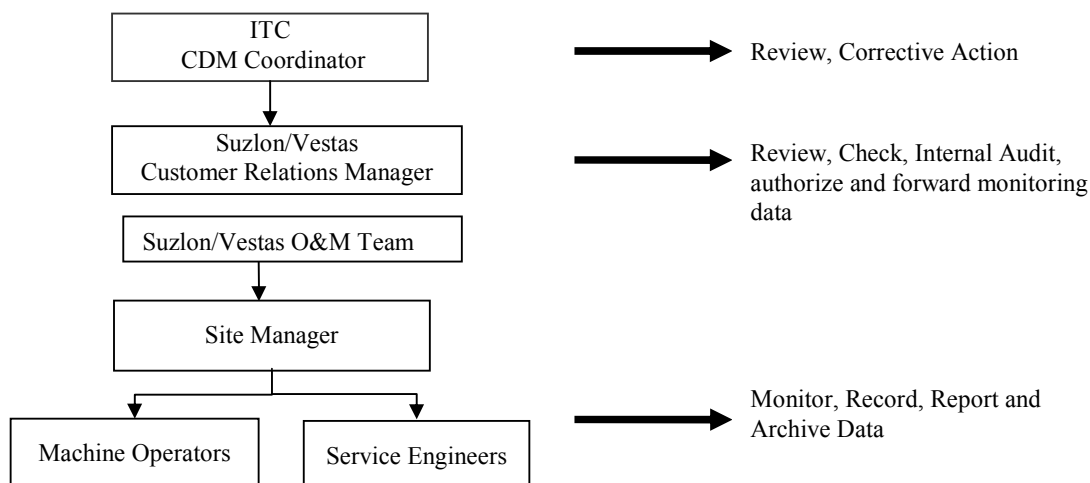 ITC
CDM Coordinator
Review, Corrective Action
Suzlon/Vestas
Customer Relations Manager
Review, Check, Internal Audit,
authorize and forward monitoring
data
Suzlon/Vestas O&M Team
Site Manager
Machine Operators
Service Engineers
Monitor, Record, Report and
Archive Data